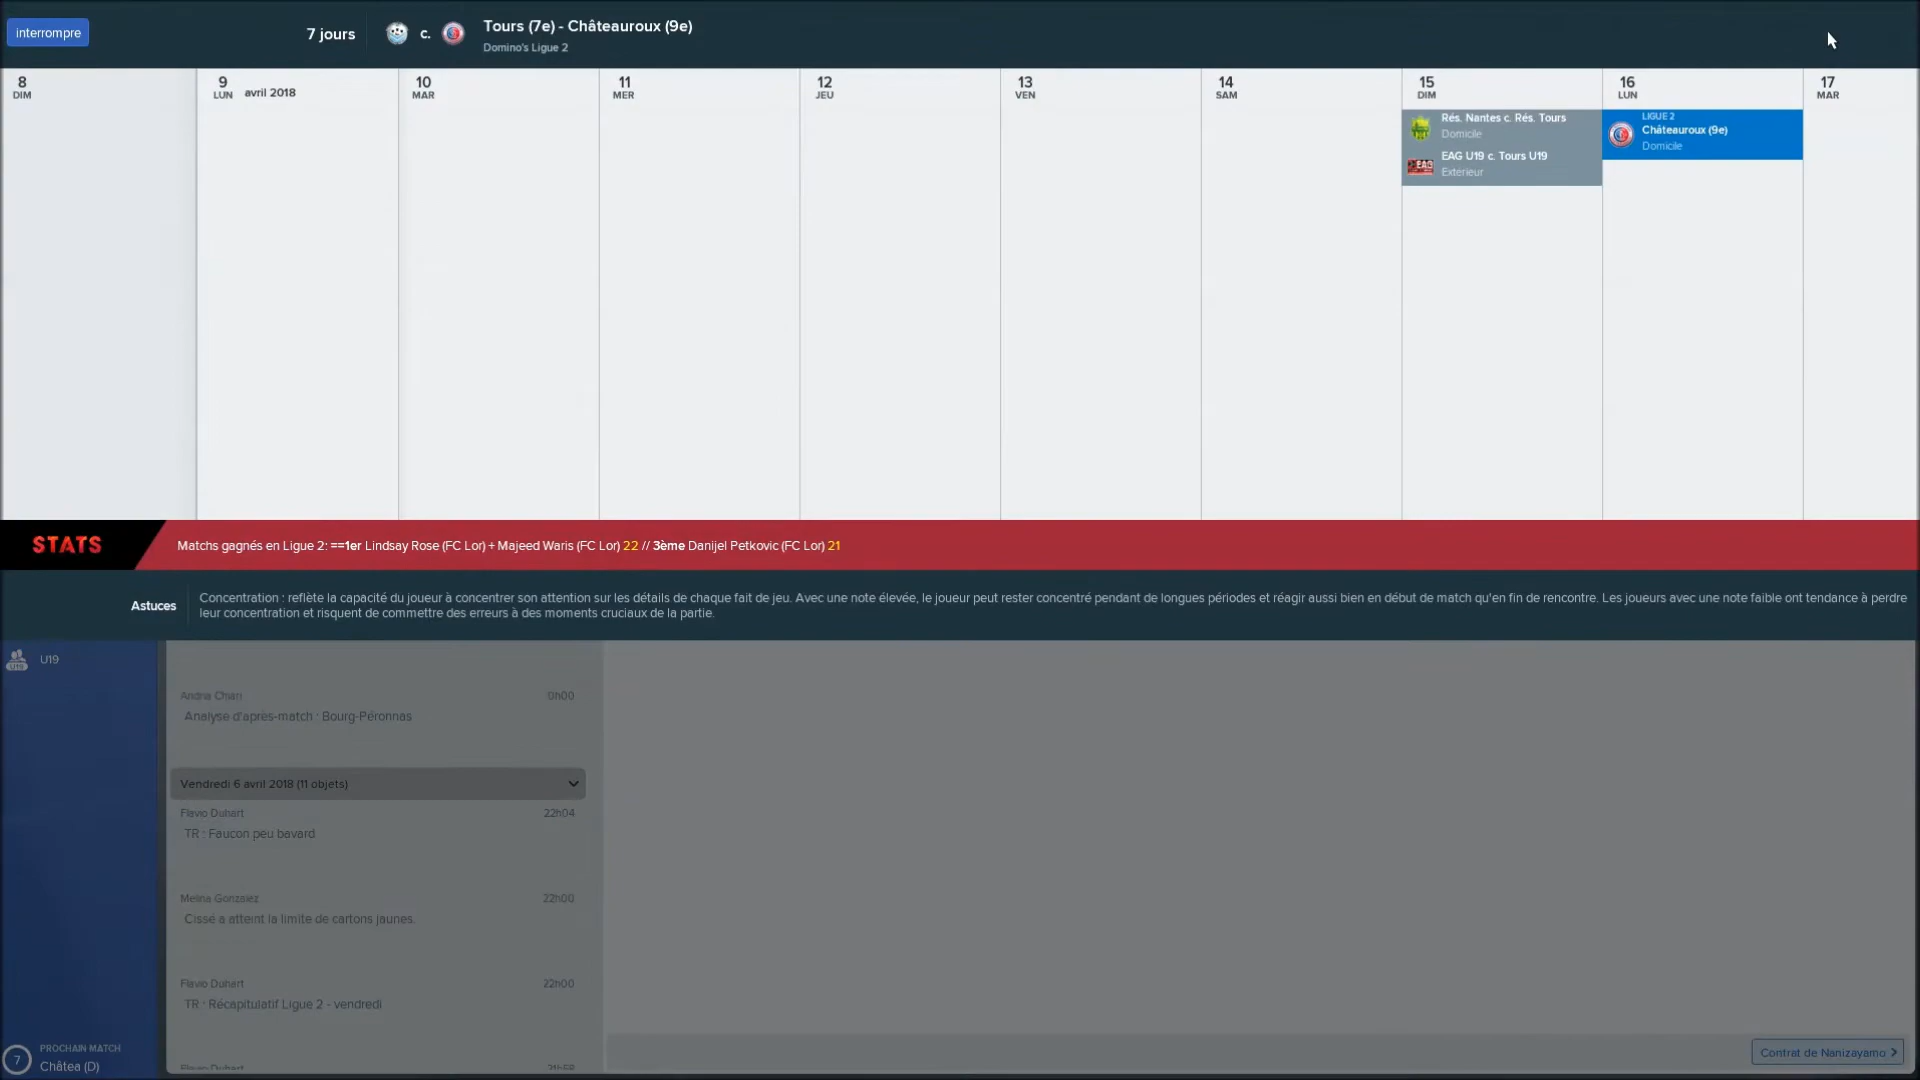 interrompre
7 jours
c.
Tours (7e) - Châteauroux (9e)
Domino's Ligue 2
8
DIM
9
LUN avril 2018
10
MAR
11
MER
12
JEU
13
VEN
14
SAM
15
DIM
16
LUN
17
MAR
Rés. Nantes c. Rés. Tours
Domicile
EAG
EAG U19 c. Tours U19
Extérieur
LIGUE 2
Châteauroux (9e)
Domicile
STATS
Matchs gagnés en Ligue 2: ==1er Lindsay Rose (FC Lor) + Majeed Waris (FC Lor) 22 // 3ème Danijel Petkovic (FC Lor) 21
Astuces
Concentration : reflète la capacité du joueur à concentrer son attention sur les détails de chaque fait de jeu. Avec une note élevée, le joueur peut rester concentré pendant de longues périodes et réagir aussi bien en début de match qu'en fin de rencontre. Les joueurs avec une note faible ont tendance à perdre
leur concentration et risquent de commettre des erreurs à des moments cruciaux de la partie.
U19
Andria Chiari 0h00
Analyse d'après-match : Bourg-Péronnas
Vendredi 6 avril 2018 (11 objets)
Flavio Duhart 22h04
TR : Faucon peu bavard
Melina Gonzalez 22h00
Cissé a atteint la limite de cartons jaunes.
Flavio Duhart 22h00
TR : Récapitulatif Ligue 2 - vendredi
Flavio Duhart 21h58
7
PROCHAIN MATCH
Châtea (D)
Contrat de Nanizayamo